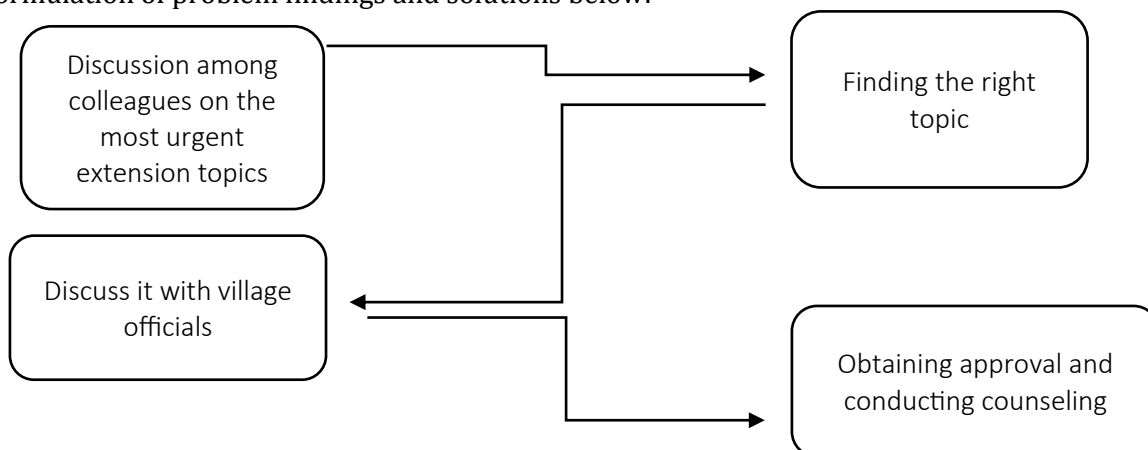 formulation of problem findings and solutions below:
Discussion among
colleagues on the
most urgent
extension topics
Finding the right
topic
Discuss it with village
officials
Obtaining approval and
conducting counseling